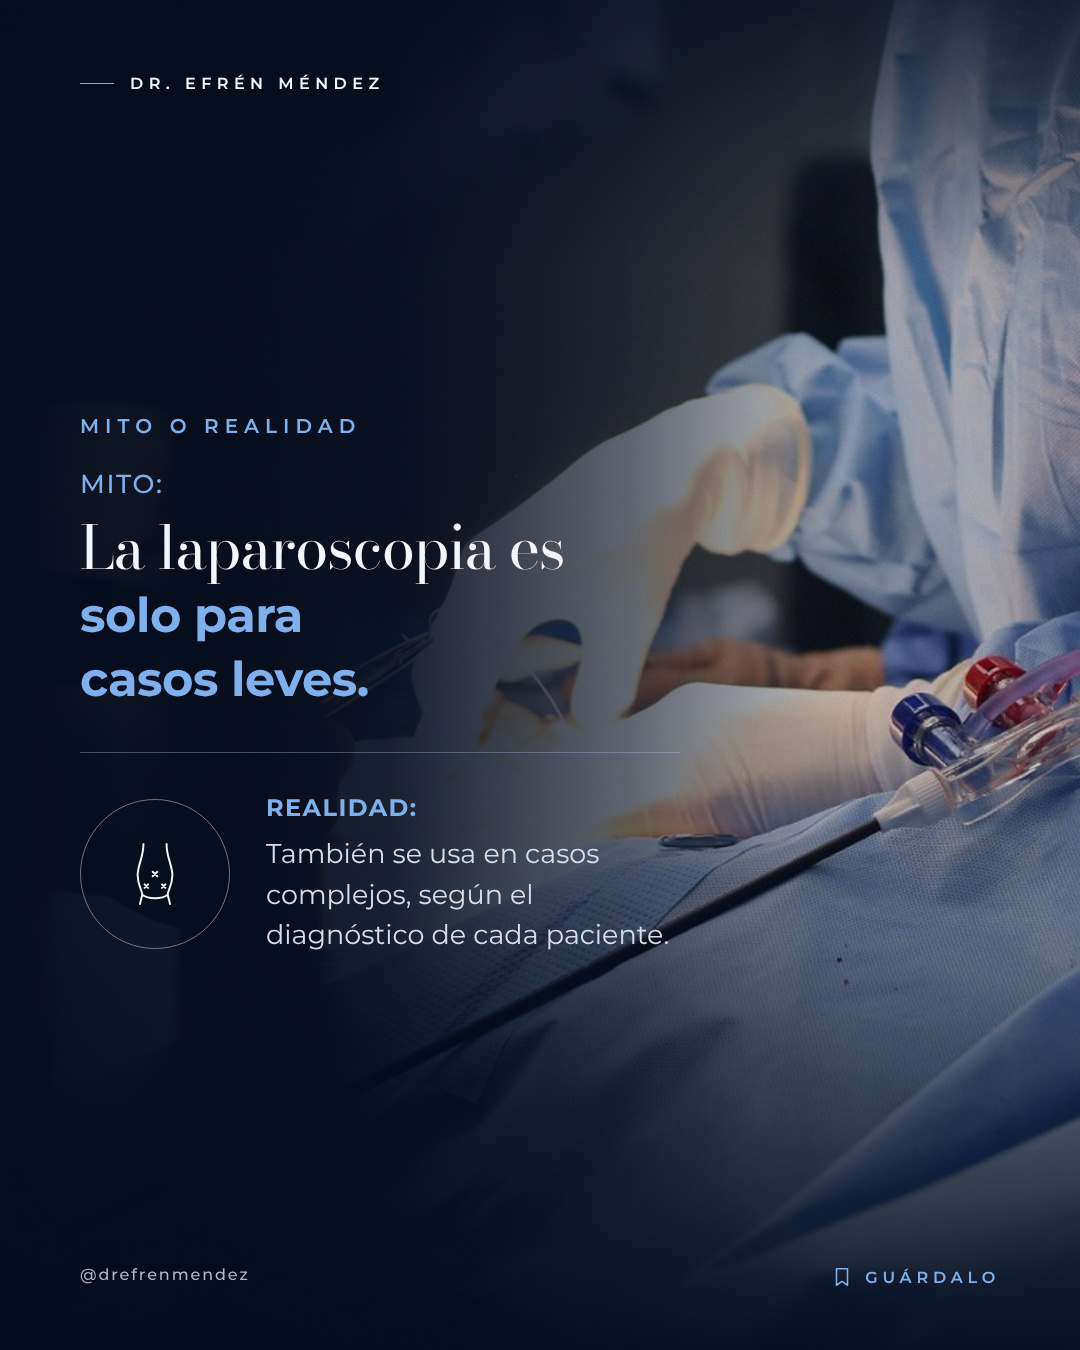 DR. EFRÉN MÉNDEZ
MITO O REALIDAD
MITO:
La laparoscopia es
solo para
casos leves.
REALIDAD:
También se usa en casos
complejos, según el
diagnóstico de cada paciente.
@drefrenmendez
GUÁRDALO